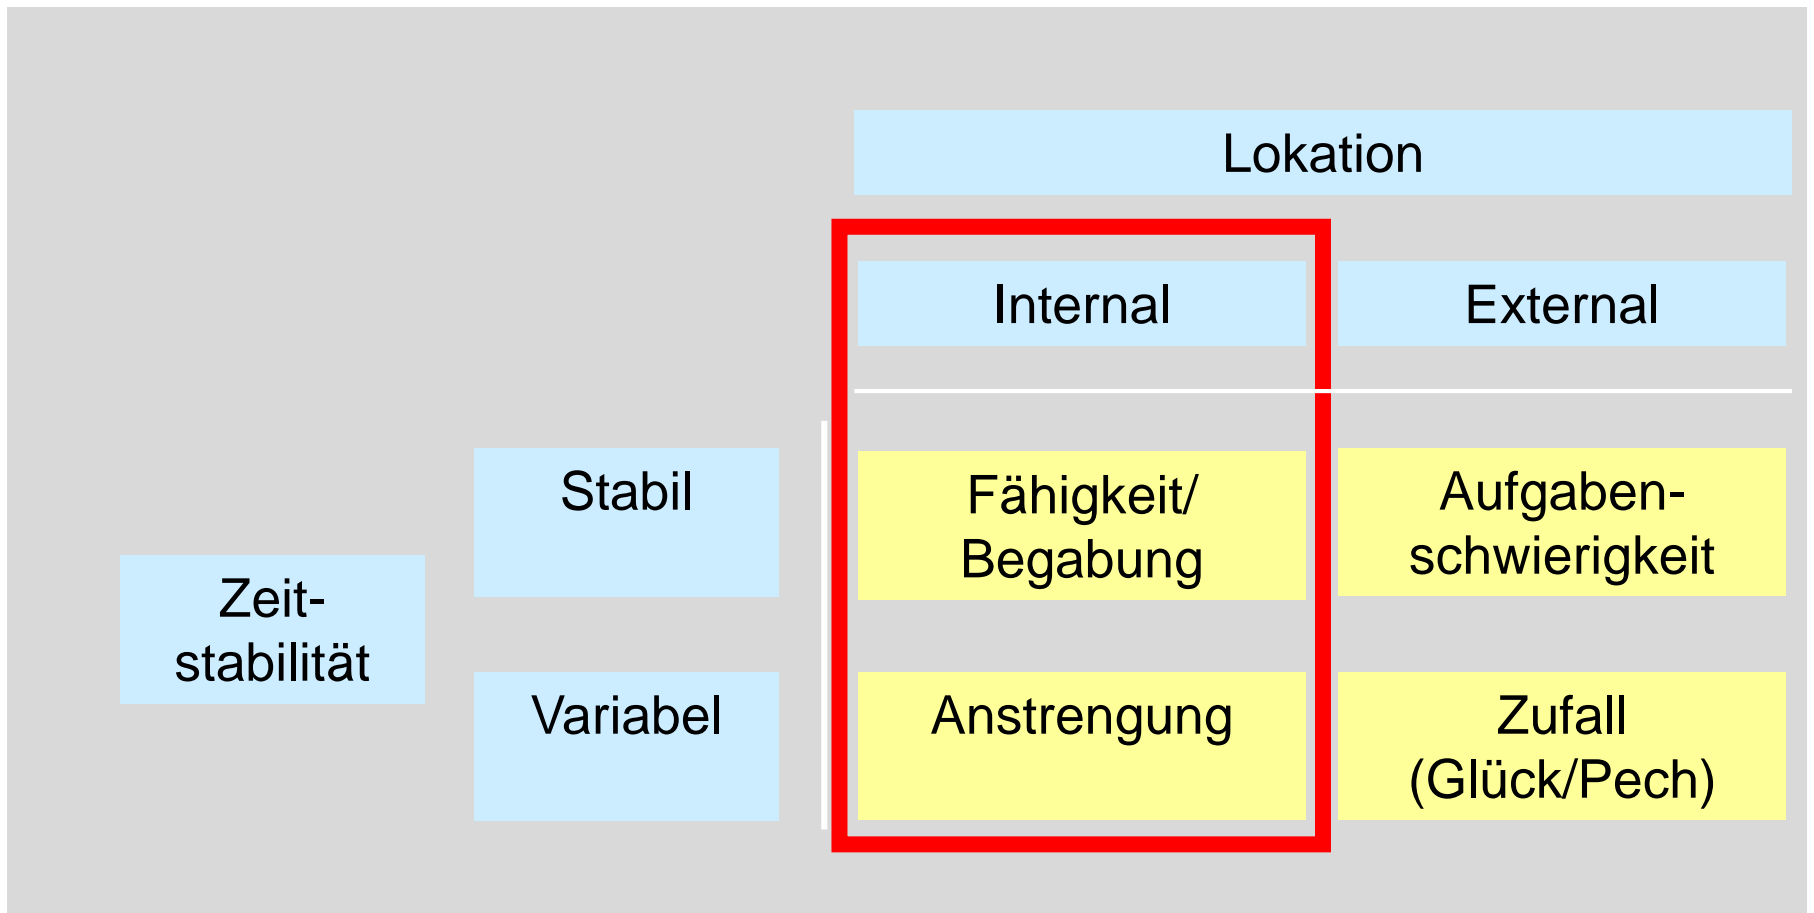 Lokation
Internal
External
Stabil
Fähigkeit/
Begabung
Aufgaben-
schwierigkeit
Zeit-
stabilität
Variabel
Anstrengung
Zufall
(Glück/Pech)